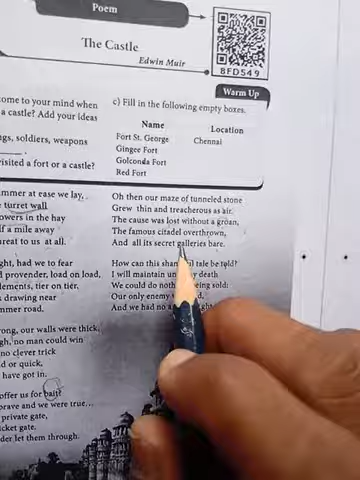 Poem
The Castle
Edwin Muir
8FD549
Warm Up
come to your mind when
a castle? Add your ideas
ngs, soldiers, weapons
visited a fort or a castle?
c) Fill in the following empty boxes.
Name Location
Fort St. George Chennai
Gingee Fort
Golconda Fort
Red Fort
mmer at ease we lay,
e turret wall
owers in the hay
lf a mile away
reat to us at all.
ght, had we to fear
d provender, load on load,
lements, tier on tier,
s drawing near
mmer road.
rong, our walls were thick,
gh, no man could win
no clever trick
d or quick,
have got in.
offer us for bait?
brave and we were true...
private gate,
icket gate.
der let them through.
Oh then our maze of tunneled stone
Grew thin and treacherous as air.
The cause was lost without a groan,
The famous citadel overthrown,
And all its secret galleries bare.
How can this sham l tale be told?
I will maintain un y death
We could do noth being sold:
Our only enemy d,
And we had no a ght